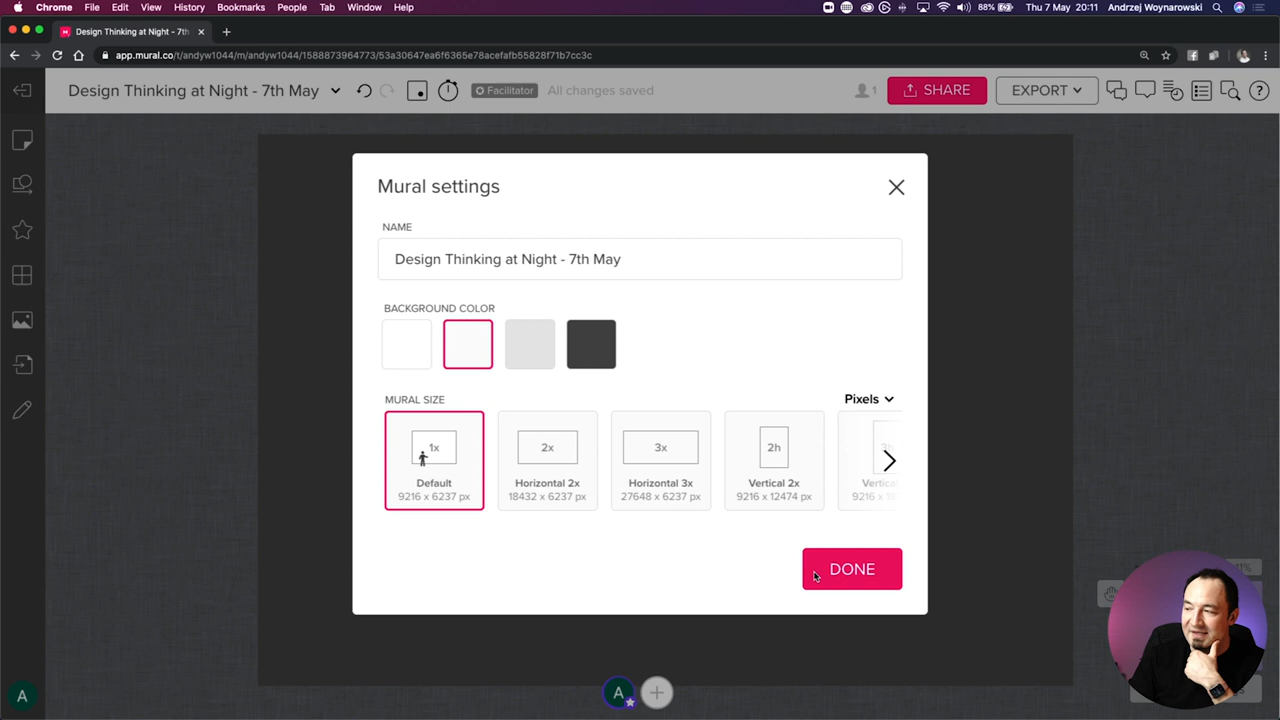 Chrome File Edit View History Bookmarks People Tab Window Help 88% Thu 7 May 20:11 Andrzej Woynarowski
Design Thinking at Night - 7th
app.mural.co/t/andyw1044/m/andyw1044/1588873964773/53a30647ea6f6365e78acefafb55828f71b7cc3c
Design Thinking at Night - 7th May Facilitator All changes saved 1 SHARE EXPORT ?
Mural settings
NAME
Design Thinking at Night - 7th May
BACKGROUND COLOR
MURAL SIZE Pixels
1x 2x 3x 2h
Default Horizontal 2x Horizontal 3x Vertical 2x Vertical
9216 x 6237 px 18432 x 6237 px 27648 x 6237 px 9216 x 12474 px 9216 x
DONE
A
A